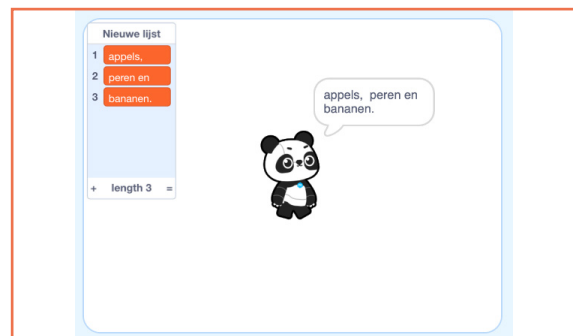 Nieuwe lijst
1 appels,
2 peren en
3 bananen.
+ length 3 =
appels, peren en
bananen.